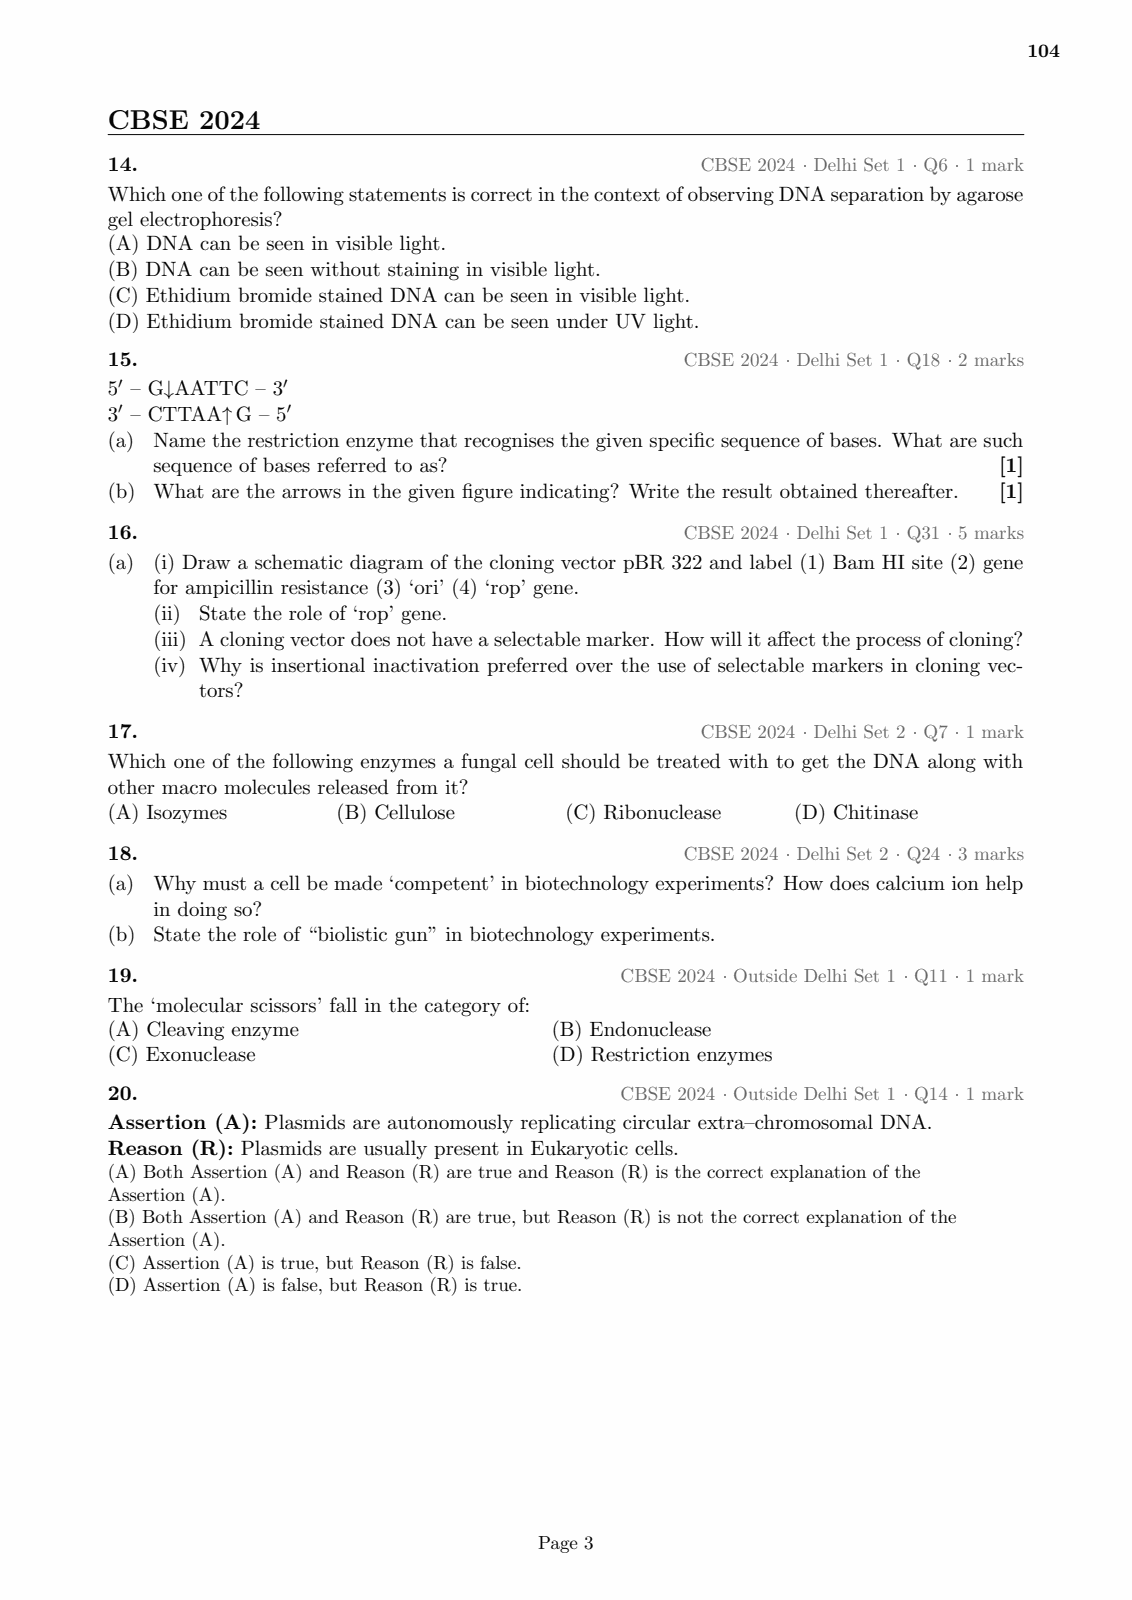 104
CBSE 2024
14. CBSE 2024 · Delhi Set 1 · Q6 · 1 mark
Which one of the following statements is correct in the context of observing DNA separation by agarose
gel electrophoresis?
(A) DNA can be seen in visible light.
(B) DNA can be seen without staining in visible light.
(C) Ethidium bromide stained DNA can be seen in visible light.
(D) Ethidium bromide stained DNA can be seen under UV light.
15. CBSE 2024 · Delhi Set 1 · Q18 · 2 marks
5′ – G↓AATTC – 3′
3′ – CTTAA↑G – 5′
(a) Name the restriction enzyme that recognises the given specific sequence of bases. What are such
sequence of bases referred to as? [1]
(b) What are the arrows in the given figure indicating? Write the result obtained thereafter. [1]
16. CBSE 2024 · Delhi Set 1 · Q31 · 5 marks
(a) (i) Draw a schematic diagram of the cloning vector pBR 322 and label (1) Bam HI site (2) gene
for ampicillin resistance (3) ‘ori’ (4) ‘rop’ gene.
(ii) State the role of ‘rop’ gene.
(iii) A cloning vector does not have a selectable marker. How will it affect the process of cloning?
(iv) Why is insertional inactivation preferred over the use of selectable markers in cloning vec-
tors?
17. CBSE 2024 · Delhi Set 2 · Q7 · 1 mark
Which one of the following enzymes a fungal cell should be treated with to get the DNA along with
other macro molecules released from it?
(A) Isozymes (B) Cellulose (C) Ribonuclease (D) Chitinase
18. CBSE 2024 · Delhi Set 2 · Q24 · 3 marks
(a) Why must a cell be made ‘competent’ in biotechnology experiments? How does calcium ion help
in doing so?
(b) State the role of “biolistic gun” in biotechnology experiments.
19. CBSE 2024 · Outside Delhi Set 1 · Q11 · 1 mark
The ‘molecular scissors’ fall in the category of:
(A) Cleaving enzyme (B) Endonuclease
(C) Exonuclease (D) Restriction enzymes
20. CBSE 2024 · Outside Delhi Set 1 · Q14 · 1 mark
Assertion (A): Plasmids are autonomously replicating circular extra–chromosomal DNA.
Reason (R): Plasmids are usually present in Eukaryotic cells.
(A) Both Assertion (A) and Reason (R) are true and Reason (R) is the correct explanation of the
Assertion (A).
(B) Both Assertion (A) and Reason (R) are true, but Reason (R) is not the correct explanation of the
Assertion (A).
(C) Assertion (A) is true, but Reason (R) is false.
(D) Assertion (A) is false, but Reason (R) is true.
Page 3